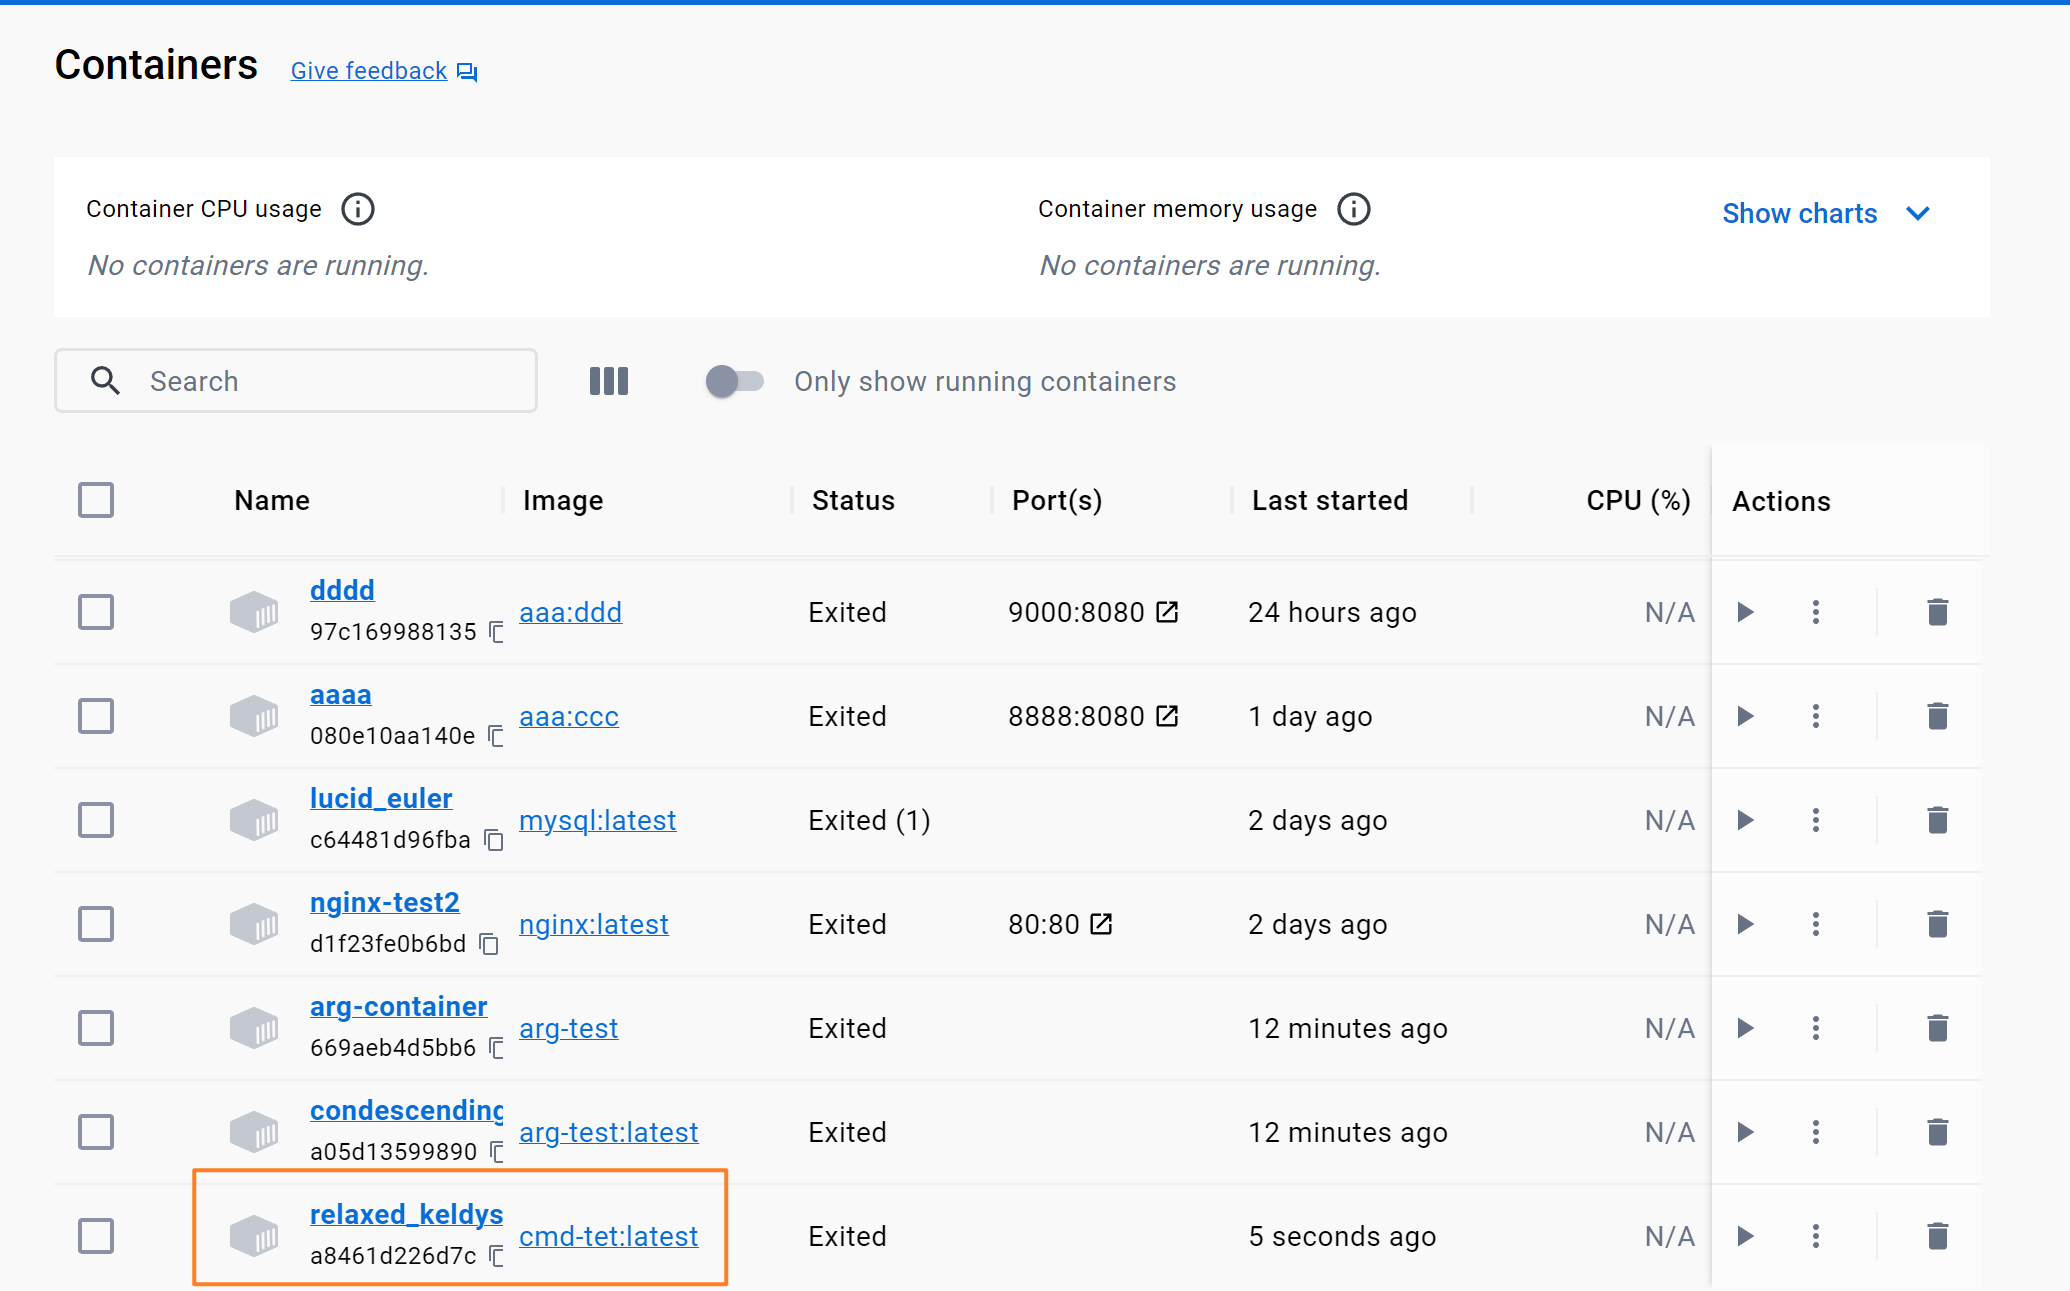 Containers Give feedback
Container CPU usage Container memory usage Show charts
No containers are running. No containers are running.
Search Only show running containers
Name Image Status Port(s) Last started CPU (%) Actions
dddd
97c169988135 aaa:ddd Exited 9000:8080 24 hours ago N/A
aaaa
080e10aa140e aaa:ccc Exited 8888:8080 1 day ago N/A
lucid_euler
c64481d96fba mysql:latest Exited (1) 2 days ago N/A
nginx-test2
d1f23fe0b6bd nginx:latest Exited 80:80 2 days ago N/A
arg-container
669aeb4d5bb6 arg-test Exited 12 minutes ago N/A
condescending
a05d13599890 arg-test:latest Exited 12 minutes ago N/A
relaxed_keldys
a8461d226d7c cmd-tet:latest Exited 5 seconds ago N/A